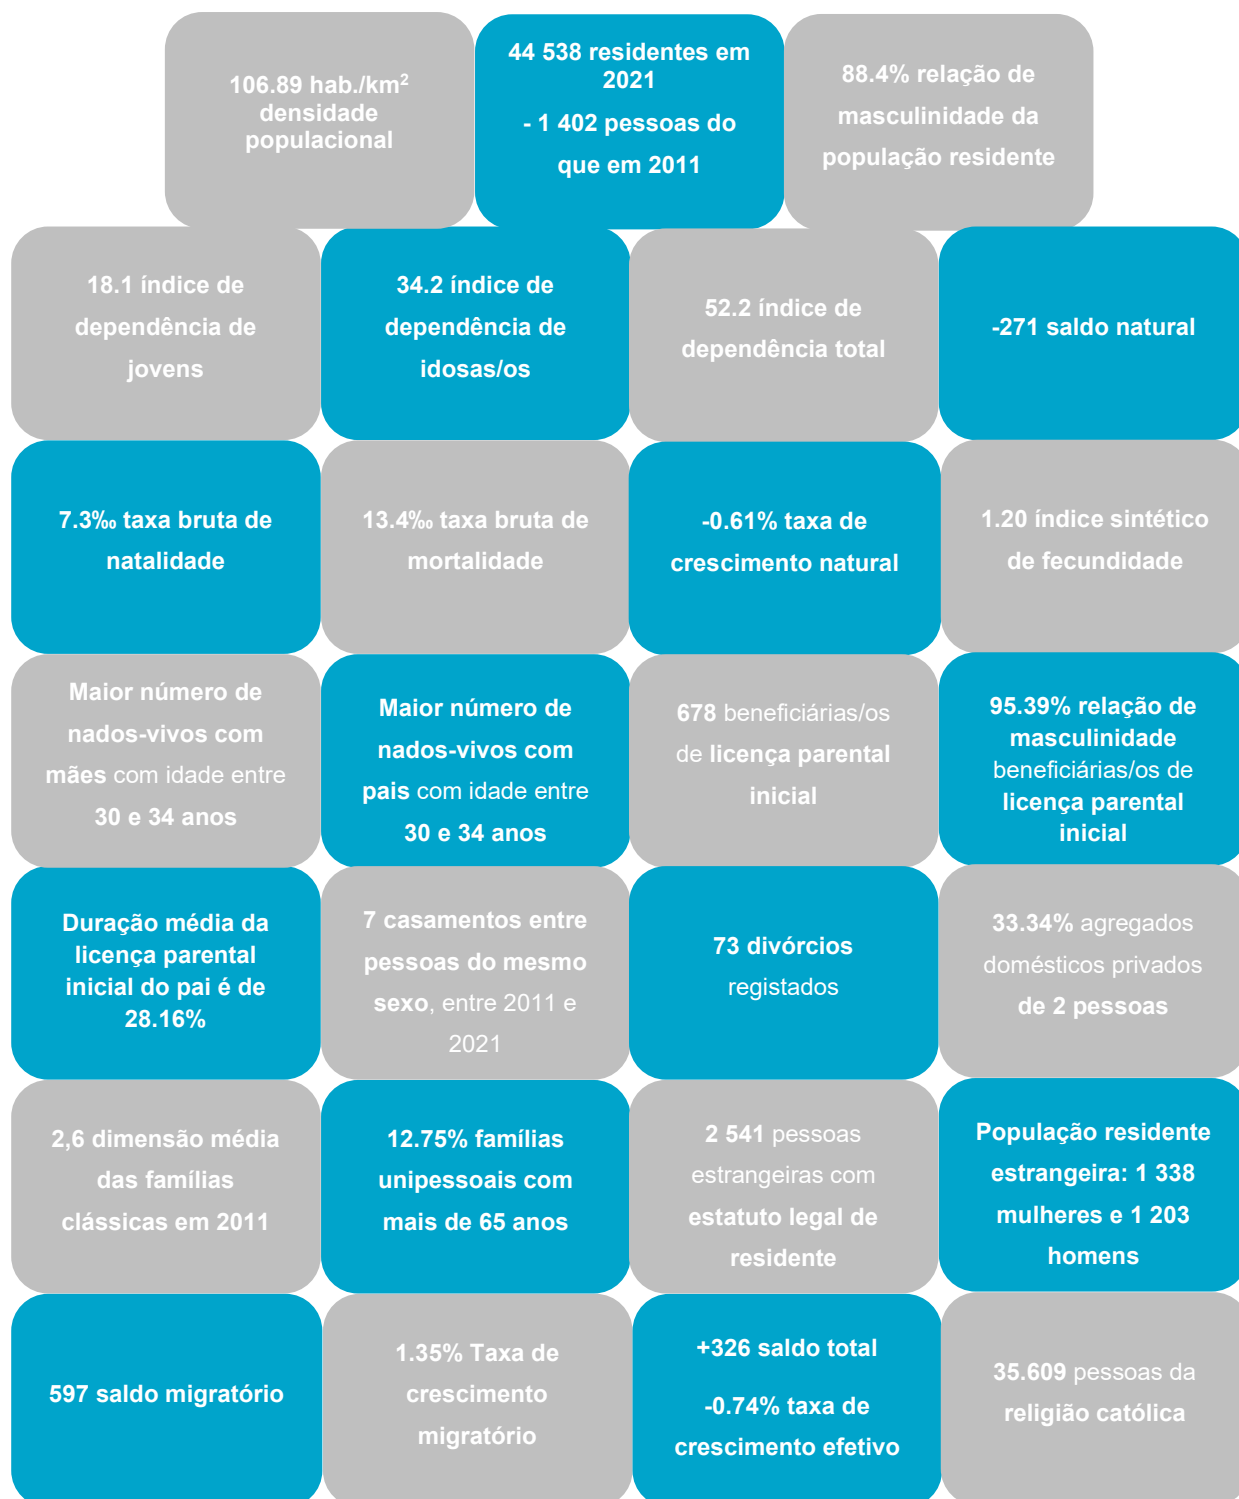 106.89 hab./km²
densidade
populacional
44 538 residentes em
2021
- 1 402 pessoas do
que em 2011
88.4% relação de
masculinidade da
população residente
18.1 índice de
dependência de
jovens
34.2 índice de
dependência de
idosas/os
52.2 índice de
dependência total
-271 saldo natural
7.3‰ taxa bruta de
natalidade
13.4‰ taxa bruta de
mortalidade
-0.61% taxa de
crescimento natural
1.20 índice sintético
de fecundidade
Maior número de
nados-vivos com
mães com idade entre
30 e 34 anos
Maior número de
nados-vivos com
pais com idade entre
30 e 34 anos
678 beneficiárias/os
de licença parental
inicial
95.39% relação de
masculinidade
beneficiárias/os de
licença parental
inicial
Duração média da
licença parental
inicial do pai é de
28.16%
7 casamentos entre
pessoas do mesmo
sexo, entre 2011 e
2021
73 divórcios
registados
33.34% agregados
domésticos privados
de 2 pessoas
2,6 dimensão média
das famílias
clássicas em 2011
12.75% famílias
unipessoais com
mais de 65 anos
2 541 pessoas
estrangeiras com
estatuto legal de
residente
População residente
estrangeira: 1 338
mulheres e 1 203
homens
597 saldo migratório
1.35% Taxa de
crescimento
migratório
+326 saldo total
-0.74% taxa de
crescimento efetivo
35.609 pessoas da
religião católica